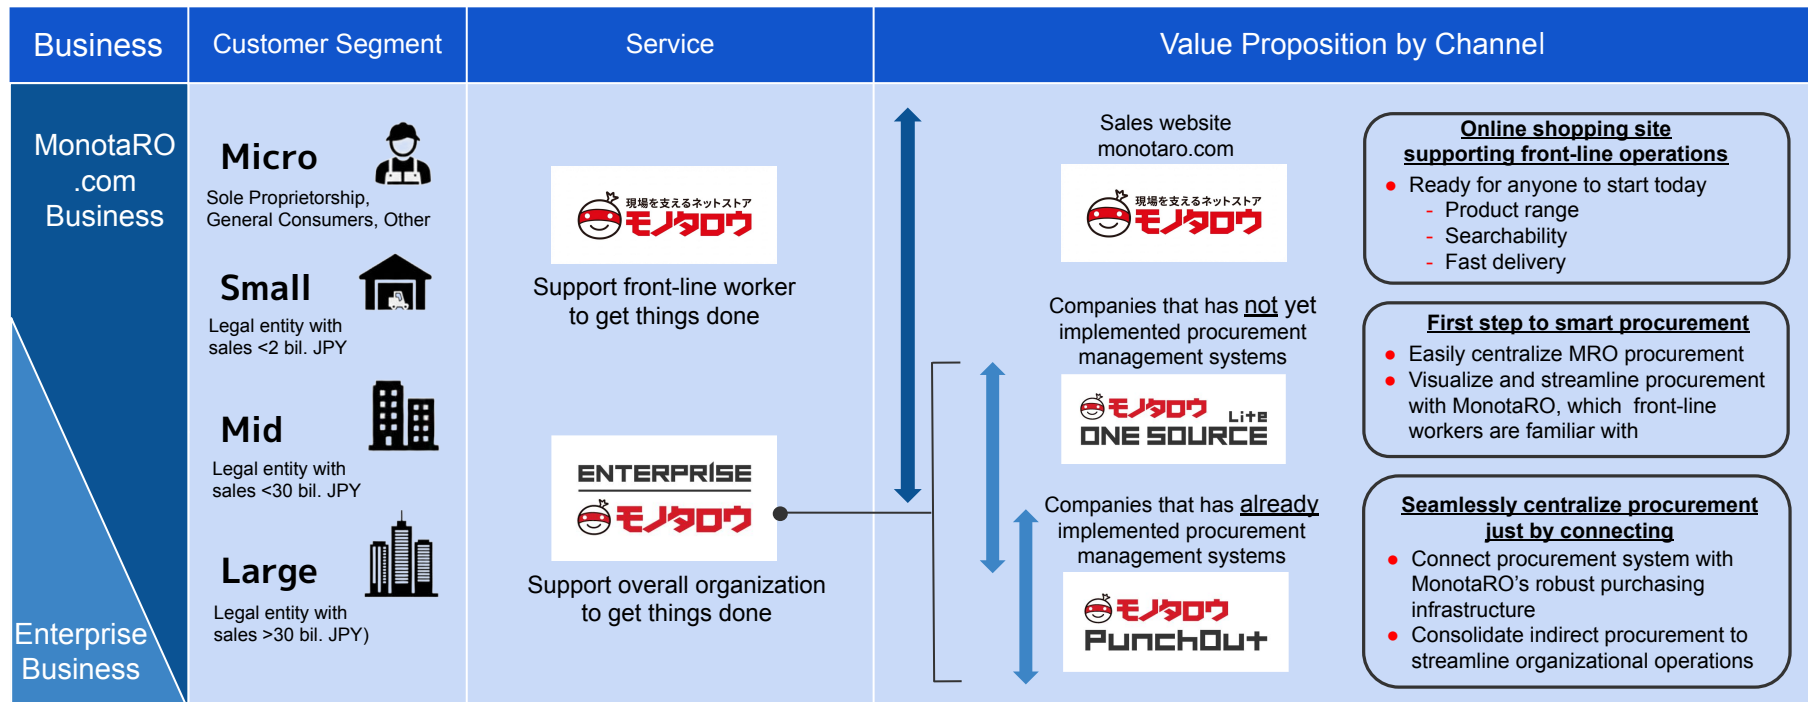 Business
Customer Segment
Service
Value Proposition by Channel
MonotaRO
.com
Business
Enterprise
Business
Micro
Sole Proprietorship,
General Consumers, Other
Small
Legal entity with
sales <2 bil. JPY
Mid
Legal entity with
sales <30 bil. JPY
Large
Legal entity with
sales >30 bil. JPY)
現場を支えるネットストア
モノタロウ
Support front-line worker
to get things done
ENTERPRISE
モノタロウ
Support overall organization
to get things done
Sales website
monotaro.com
現場を支えるネットストア
モノタロウ
Companies that has not yet
implemented procurement
management systems
モノタロウ Lite
ONE SOURCE
Companies that has already
implemented procurement
management systems
モノタロウ
PunchOut
Online shopping site
supporting front-line operations
● Ready for anyone to start today
- Product range
- Searchability
- Fast delivery
First step to smart procurement
● Easily centralize MRO procurement
● Visualize and streamline procurement
with MonotaRO, which front-line
workers are familiar with
Seamlessly centralize procurement
just by connecting
● Connect procurement system with
MonotaRO’s robust purchasing
infrastructure
● Consolidate indirect procurement to
streamline organizational operations